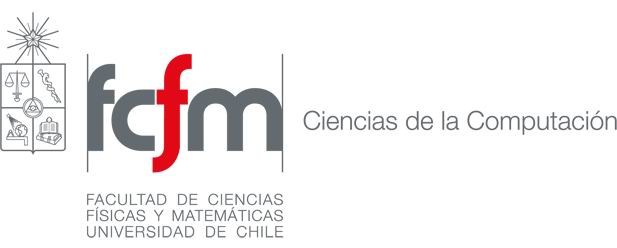 fcfm
Ciencias de la Computación
FACULTAD DE CIENCIAS
FÍSICAS Y MATEMÁTICAS
UNIVERSIDAD DE CHILE